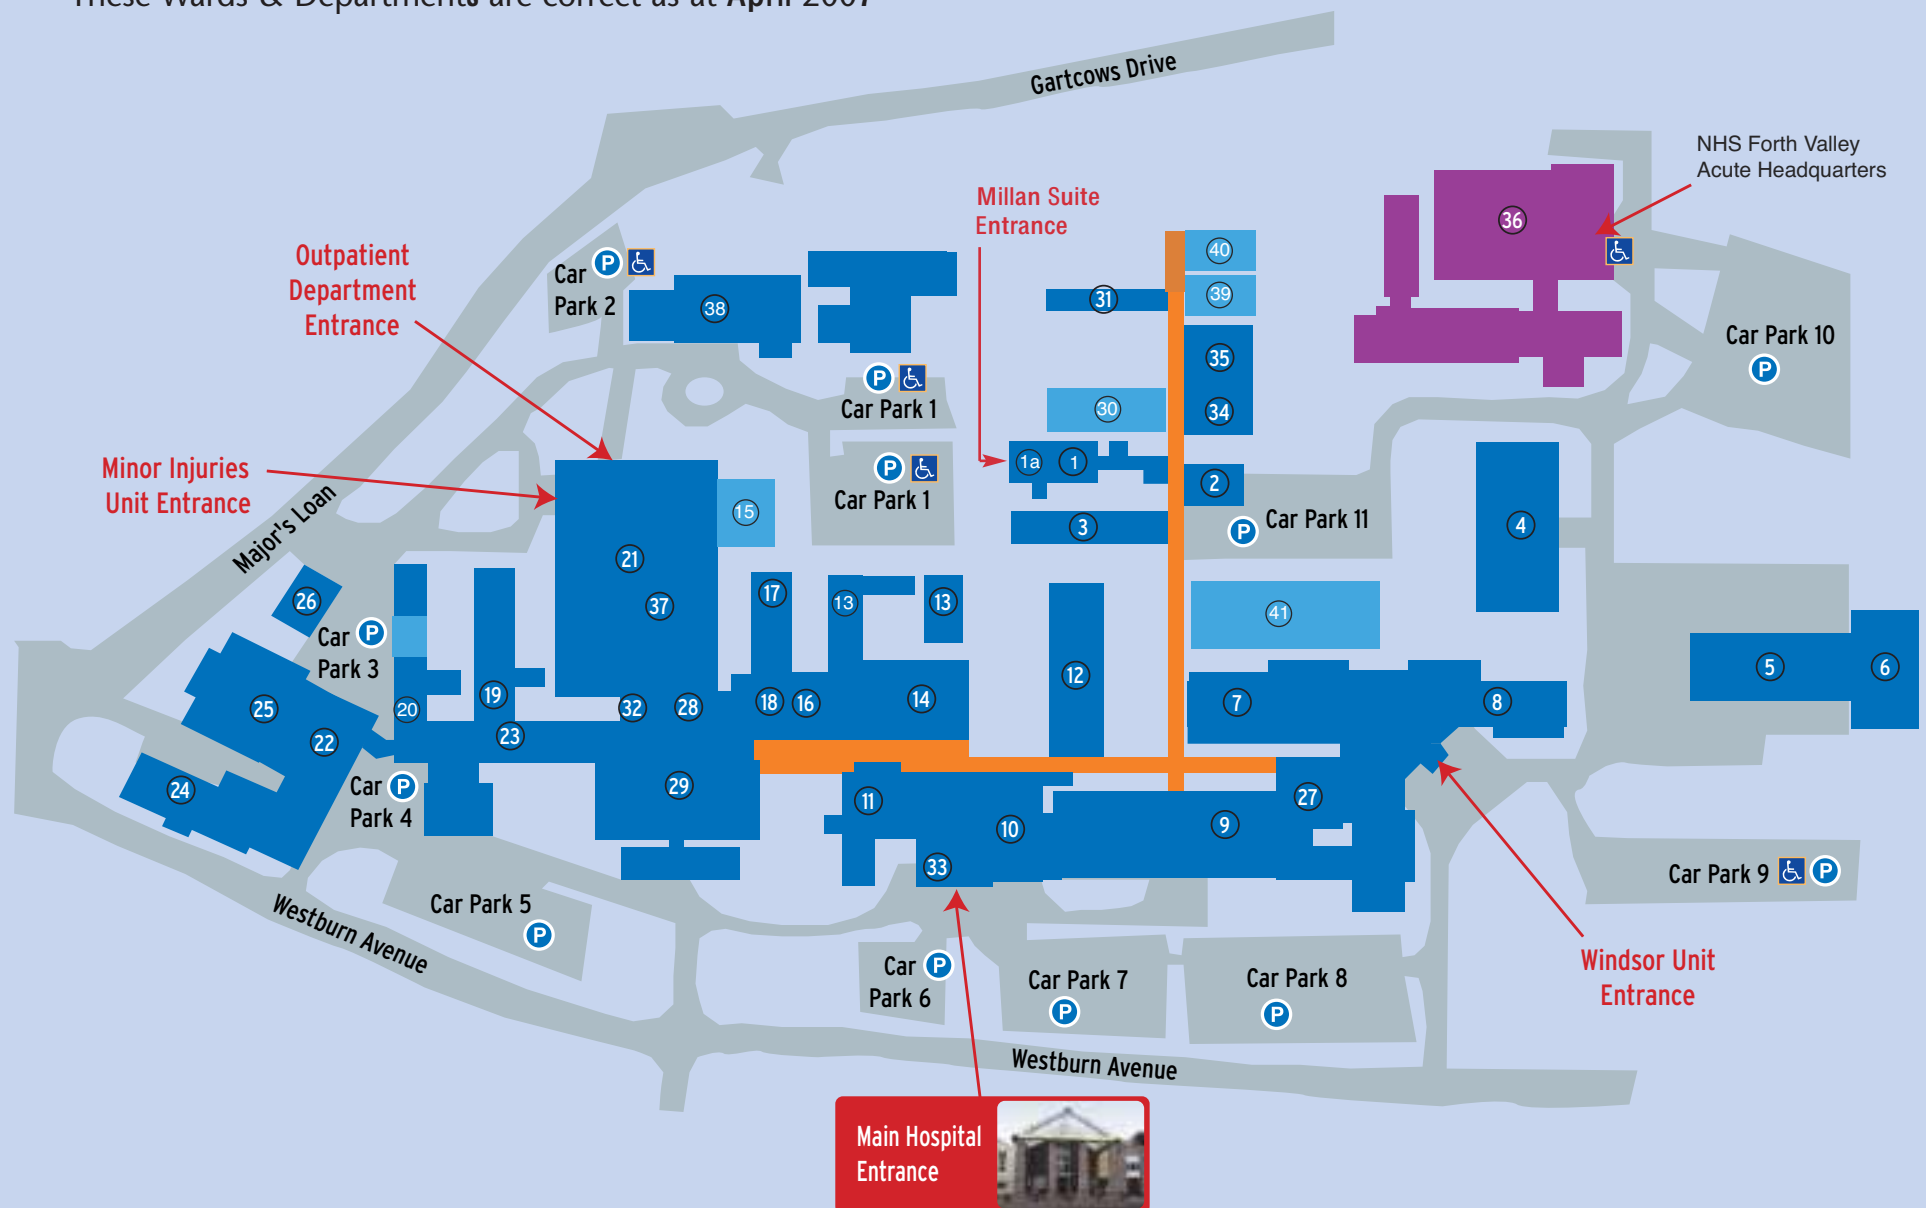 These Wards & Departments are correct as at April 2007
Gartcows Drive
NHS Forth Valley
Acute Headquarters
Millan Suite
Entrance
36
40
Outpatient
Department
Entrance
Car P
Park 2
38
31
39
35
Car Park 10
P
P
Car Park 1
30
34
Minor Injuries
Unit Entrance
P
Car Park 1
1a
1
2
Major's Loan
15
3
P
Car Park 11
4
21
37
17
13
13
41
26
Car P
Park 3
5
6
12
19
20
32
28
18
16
14
7
8
25
22
23
24
Car P
Park 4
29
11
10
9
27
33
Car Park 9 P
Car Park 5
P
Westburn Avenue
Car P
Park 6
Car Park 7
P
Car Park 8
P
Windsor Unit
Entrance
Westburn Avenue
Main Hospital
Entrance